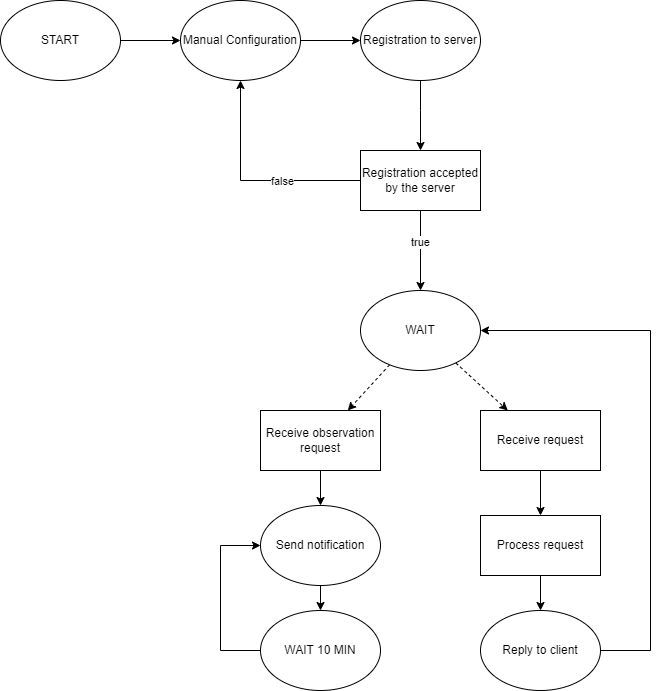 START
Manual Configuration
Registration to server
Registration accepted
by the server
false
true
WAIT
Receive observation
request
Receive request
Send notification
Process request
WAIT 10 MIN
Reply to client